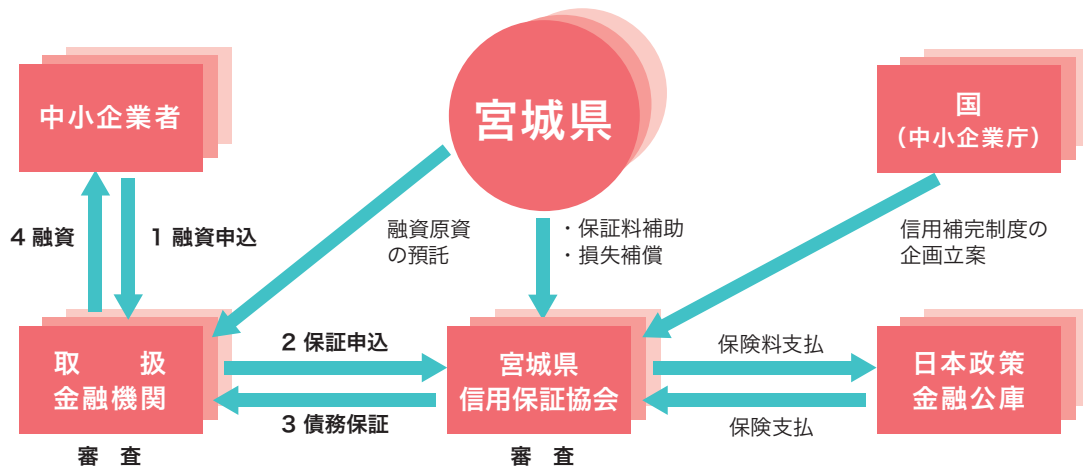 中小企業者
宮城県
国
（中小企業庁）
4 融資
1 融資申込
融資原資
の預託
・保証料補助
・損失補償
信用補完制度の
企画立案
取　扱
金融機関
審　査
2 保証申込
3 債務保証
宮城県
信用保証協会
審　査
保険料支払
保険支払
日本政策
金融公庫